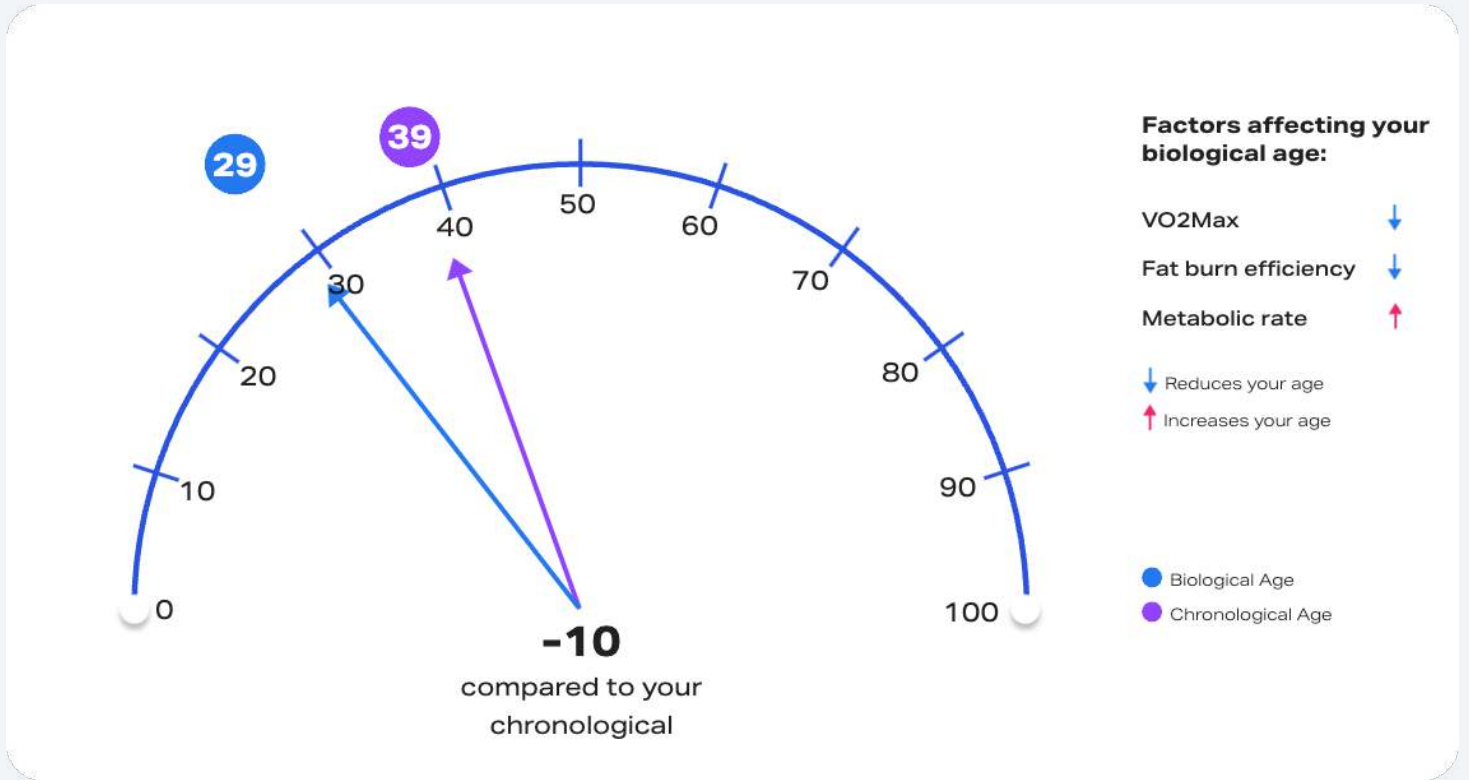 29
39
0
10
20
30
40
50
60
70
80
90
100
-10
compared to your
chronological
Factors affecting your
biological age:
VO2Max
Fat burn efficiency
Metabolic rate
Reduces your age
Increases your age
Biological Age
Chronological Age